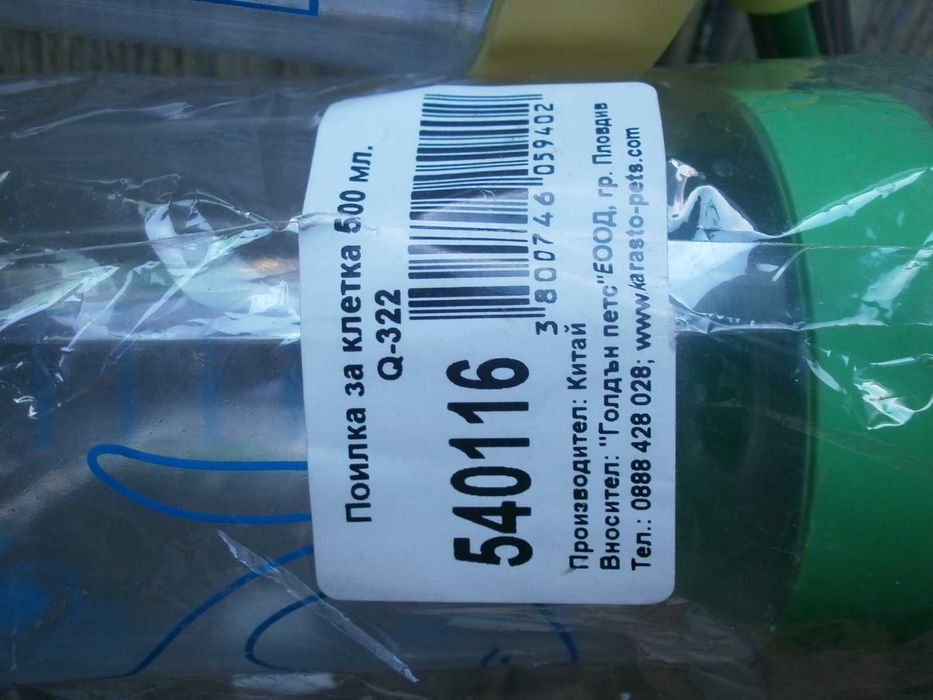 Поилка за клетка 500 мл.
Q-322
540116
3 800746 059402
Производител: Китай
Вносител: "Голдън петс"ЕООД, гр. Пловдив
Тел.: 0888 428 028; www.karasto-pets.com